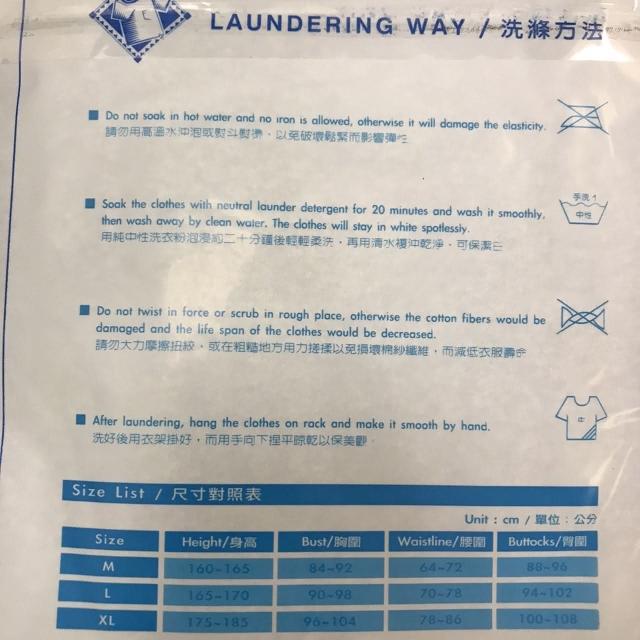 LAUNDERING WAY / 洗滌方法
Do not soak in hot water and no iron is allowed, otherwise it will damage the elasticity.
請勿用高溫水沖泡或熨斗熨燙，以免破壞鬆緊而影響彈性
Soak the clothes with neutral launder detergent for 20 minutes and wash it smoothly,
手洗
then wash away by clean water. The clothes will stay in white spotlessly.
中性
用純中性洗衣粉泡浸約二十分鐘後輕輕柔洗，再用清水複沖乾淨，可保潔白
Do not twist in force or scrub in rough place, otherwise the cotton fibers would be
damaged and the life span of the clothes would be decreased.
請勿大力摩擦扭絞，或在粗糙地方用力搓揉以免損壞棉紗纖維，而減低衣服壽命
After laundering, hang the clothes on rack and make it smooth by hand.
洗好後用衣架掛好，而用手向下捏平晾乾以保美觀
Size List / 尺寸對照表
Unit : cm / 單位 : 公分
Size Height/身高 Bust/胸圍 Waistline/腰圍 Buttocks/臀圍
M 160-165 84-92 64-72 88-96
L 165-170 90-98 70-78 94-102
XL 175-185 96-104 78-86 100-108